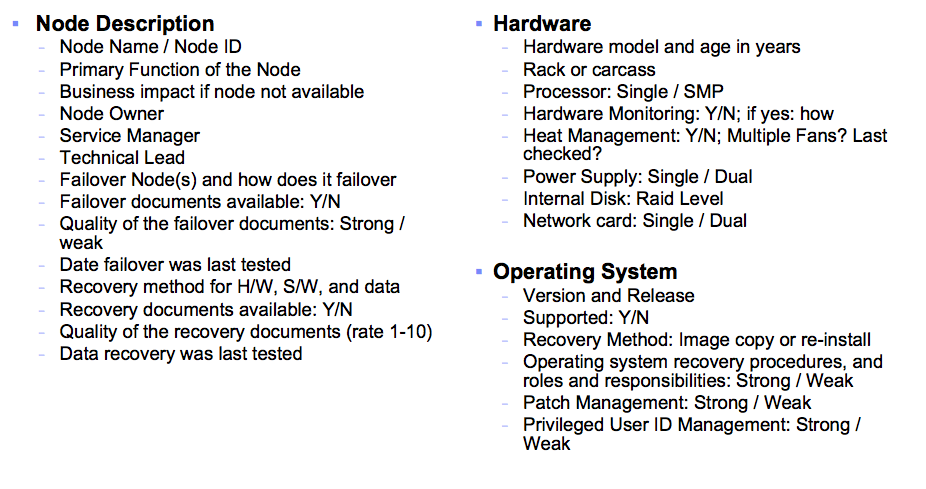 Node Description
Node Name / Node ID
Primary Function of the Node
Business impact if node not available
Node Owner
Service Manager
Technical Lead
Failover Node(s) and how does it failover
Failover documents available: Y/N
Quality of the failover documents: Strong /
weak
Date failover was last tested
Recovery method for H/W, S/W, and data
Recovery documents available: Y/N
Quality of the recovery documents (rate 1-10)
Data recovery was last tested
Hardware
Hardware model and age in years
Rack or carcass
Processor: Single / SMP
Hardware Monitoring: Y/N; if yes: how
Heat Management: Y/N; Multiple Fans? Last
checked?
Power Supply: Single / Dual
Internal Disk: Raid Level
Network card: Single / Dual
Operating System
Version and Release
Supported: Y/N
Recovery Method: Image copy or re-install
Operating system recovery procedures, and
roles and responsibilities: Strong / Weak
Patch Management: Strong / Weak
Privileged User ID Management: Strong /
Weak